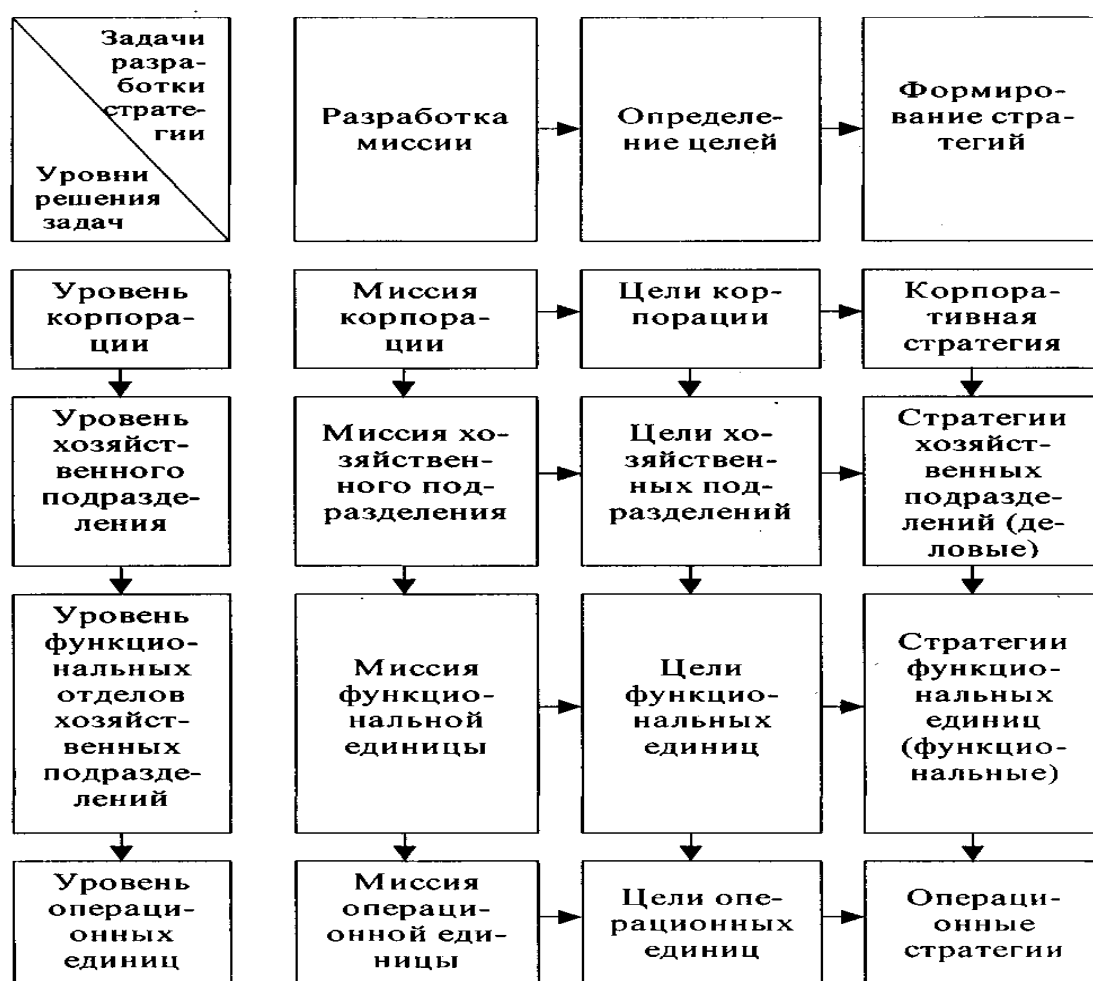 Задачи
разра-
ботки
страте-
гии
Уровни
решения
задач
Разработка
миссии
Определе-
ние целей
Формиро-
вание стра-
тегий
Уровень
корпора-
ции
Миссия
корпора-
ции
Цели кор-
порации
Корпора-
тивная
стратегия
Уровень
хозяйст-
венного
подразде-
ления
Миссия хо-
зяйствен-
ного под-
разделения
Цели хо-
зяйствен-
ных под-
разделений
Стратегии
хозяйст-
венных
подразде-
лений (де-
ловые)
Уровень
функцио-
нальных
отделов
хозяйст-
венных
подразде-
лений
Миссия
функцио-
нальной
единицы
Цели
функцио-
нальных
единиц
Стратегии
функцио-
нальных
единиц
(функцио-
нальные)
Уровень
операци-
онных
единиц
Миссия
операци-
онной еди-
ницы
Цели опе-
рационных
единиц
Операци-
онные
стратегии